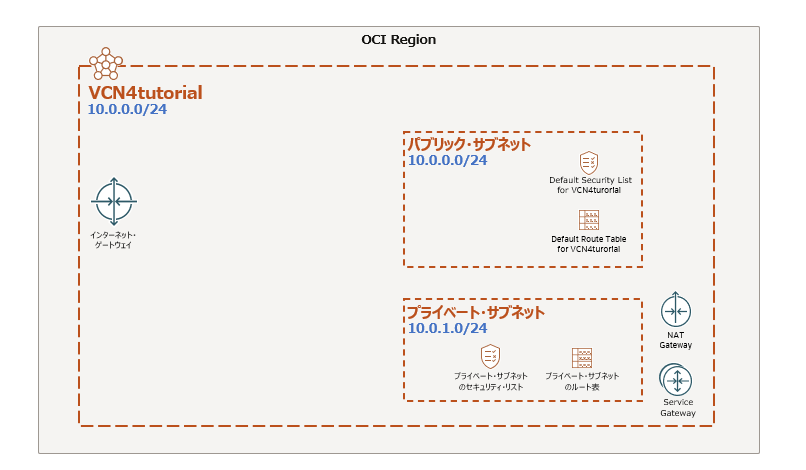 OCI Region
VCN4tutorial
10.0.0.0/24
インターネット・
ゲートウェイ
パブリック・サブネット
10.0.0.0/24
Default Security List
for VCN4turorial
Default Route Table
for VCN4turorial
プライベート・サブネット
10.0.1.0/24
プライベート・サブネット
のセキュリティ・リスト
プライベート・サブネット
のルート表
NAT
Gateway
Service
Gateway